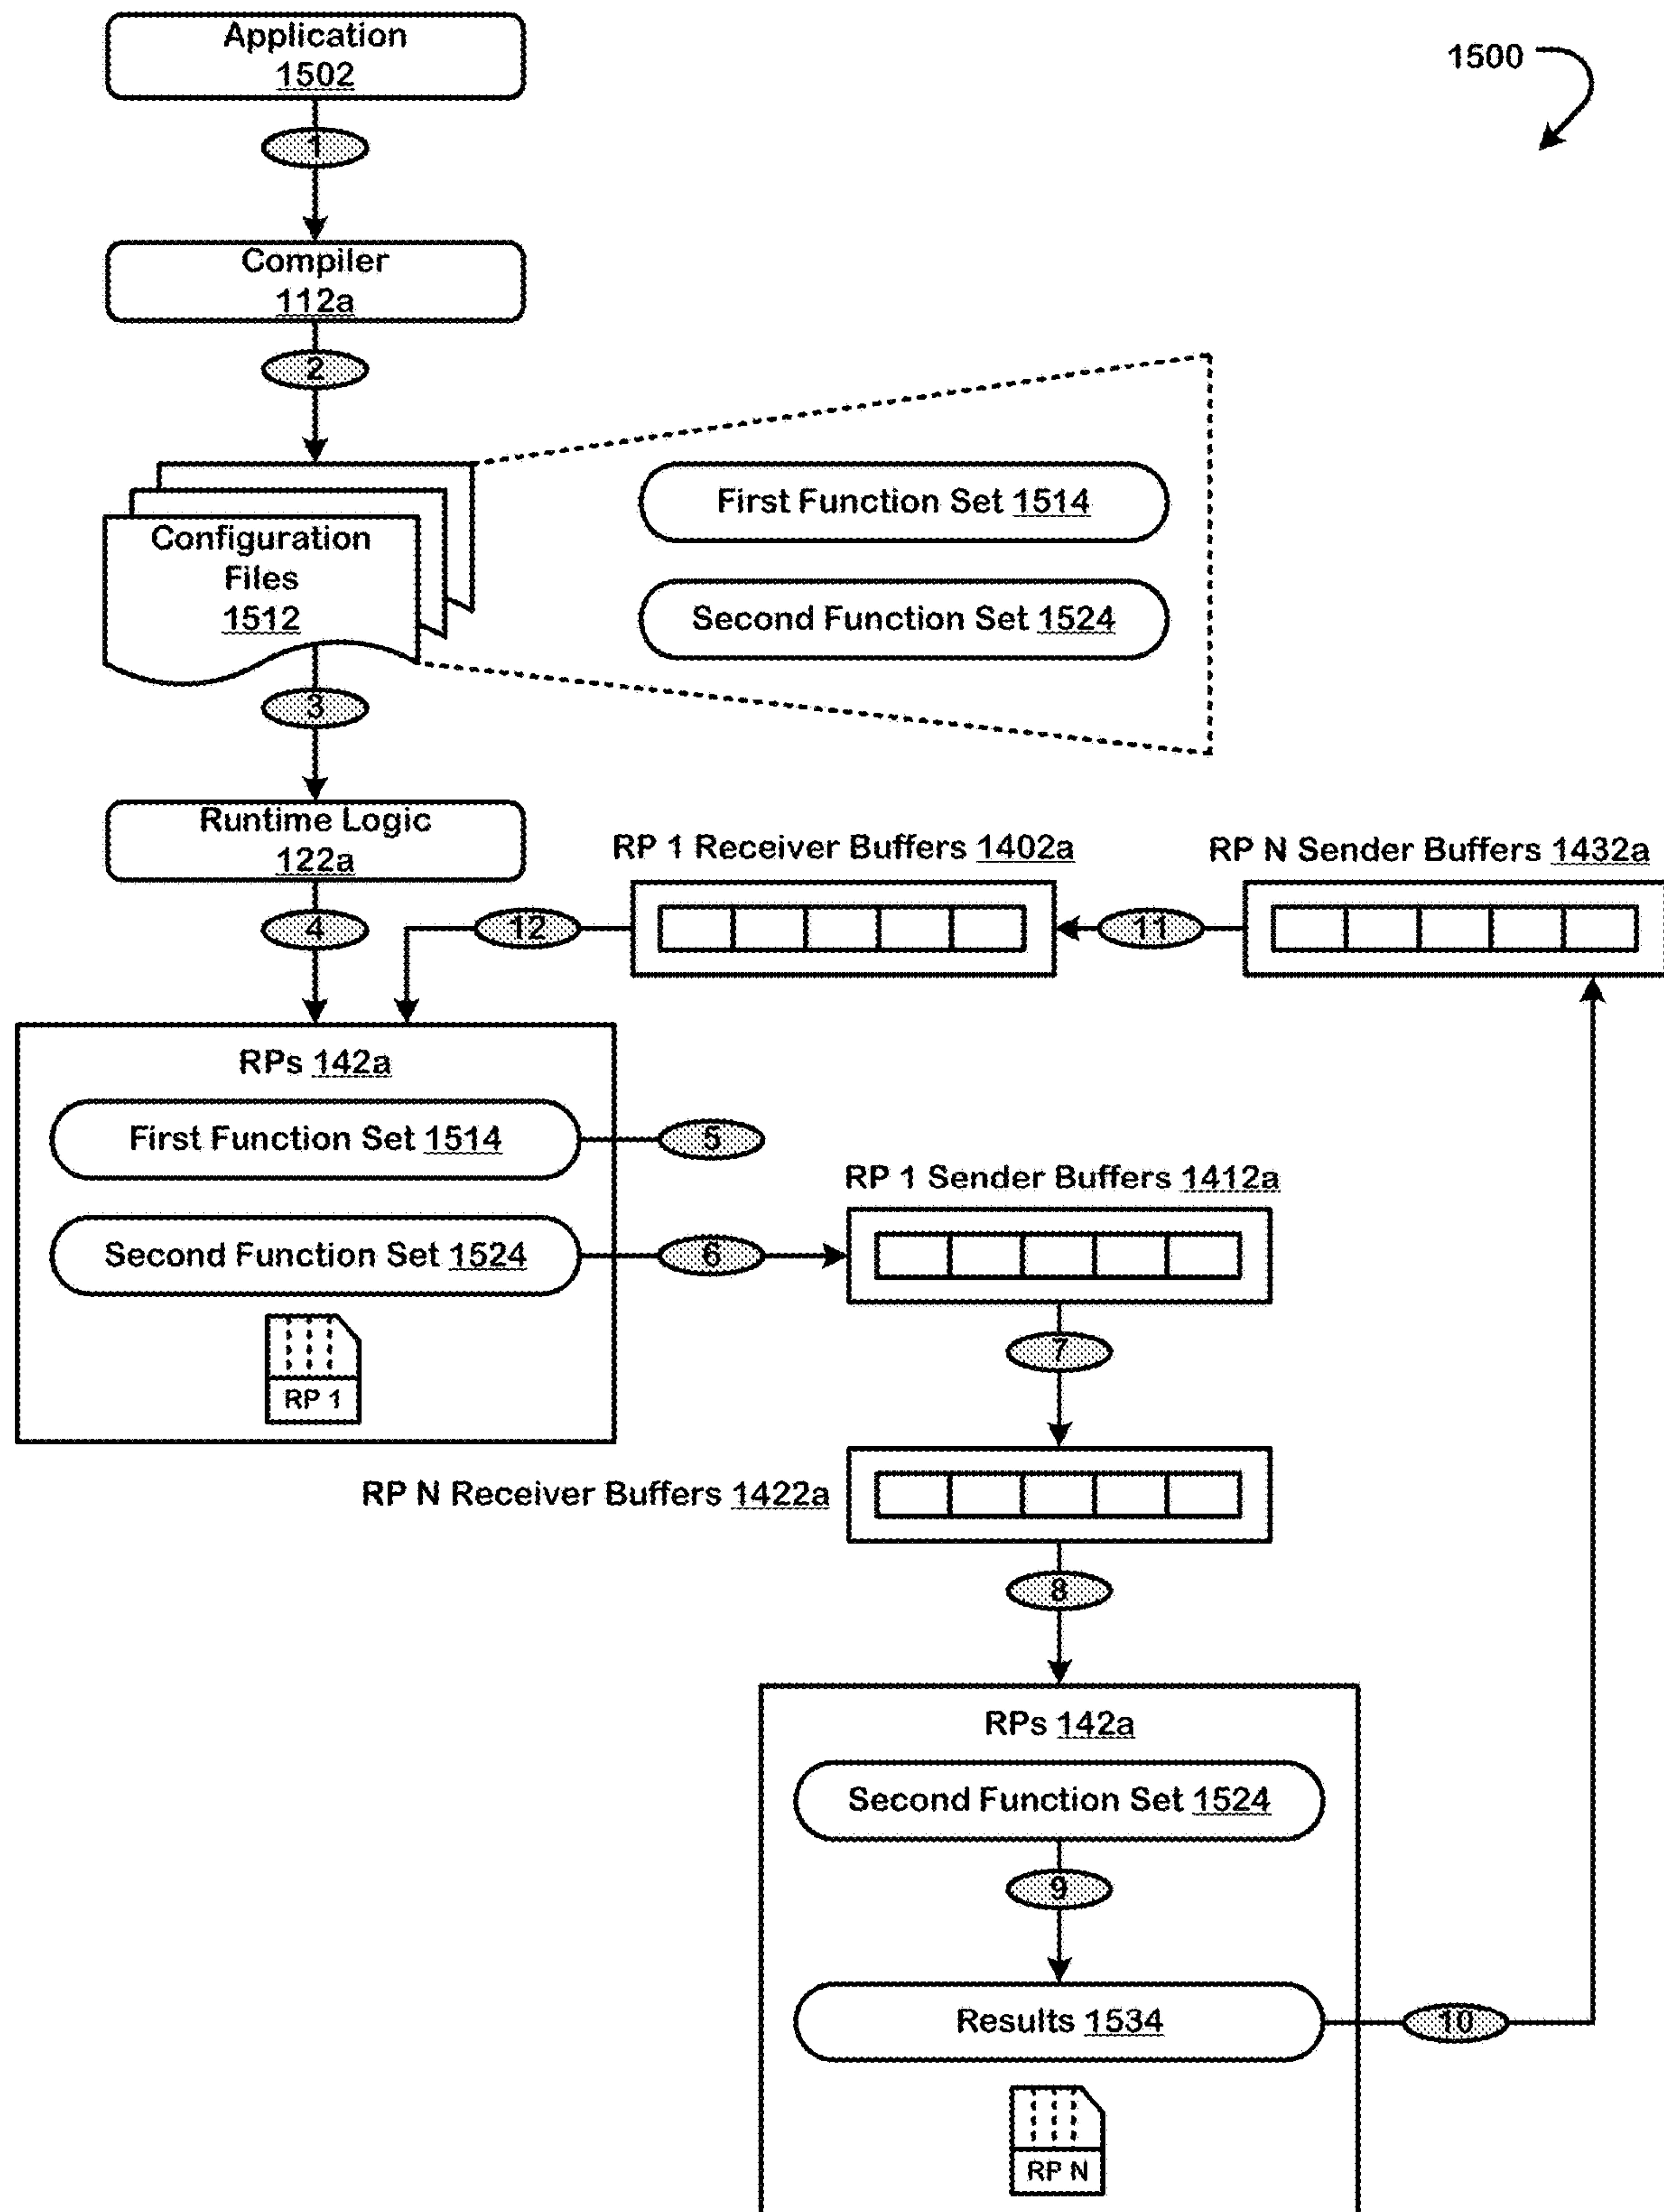 Application
1502
1500
1
Compiler
112a
2
First Function Set 1514
Configuration
Files
1512
Second Function Set 1524
3
Runtime Logic
122a
RP 1 Receiver Buffers 1402a
RP N Sender Buffers 1432a
4
12
11
RPs 142a
First Function Set 1514
5
RP 1 Sender Buffers 1412a
Second Function Set 1524
6
7
RP 1
RP N Receiver Buffers 1422a
8
RPs 142a
Second Function Set 1524
9
Results 1534
10
RP N